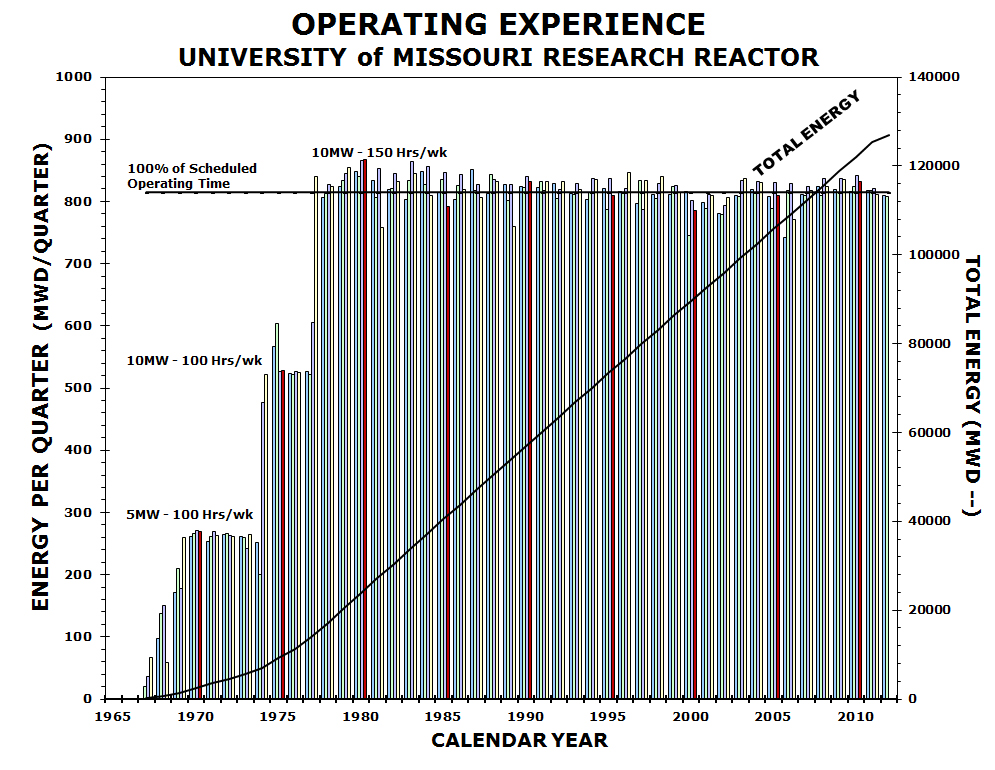 OPERATING EXPERIENCE
UNIVERSITY of MISSOURI RESEARCH REACTOR
1000
900
800
700
600
500
400
300
200
100
0
ENERGY PER QUARTER (MWD/QUARTER)
100% of Scheduled
Operating Time
10MW - 150 Hrs/wk
10MW - 100 Hrs/wk
5MW - 100 Hrs/wk
TOTAL ENERGY
140000
120000
100000
80000
60000
40000
20000
0
TOTAL ENERGY (MWD --)
1965 1970 1975 1980 1985 1990 1995 2000 2005 2010
CALENDAR YEAR